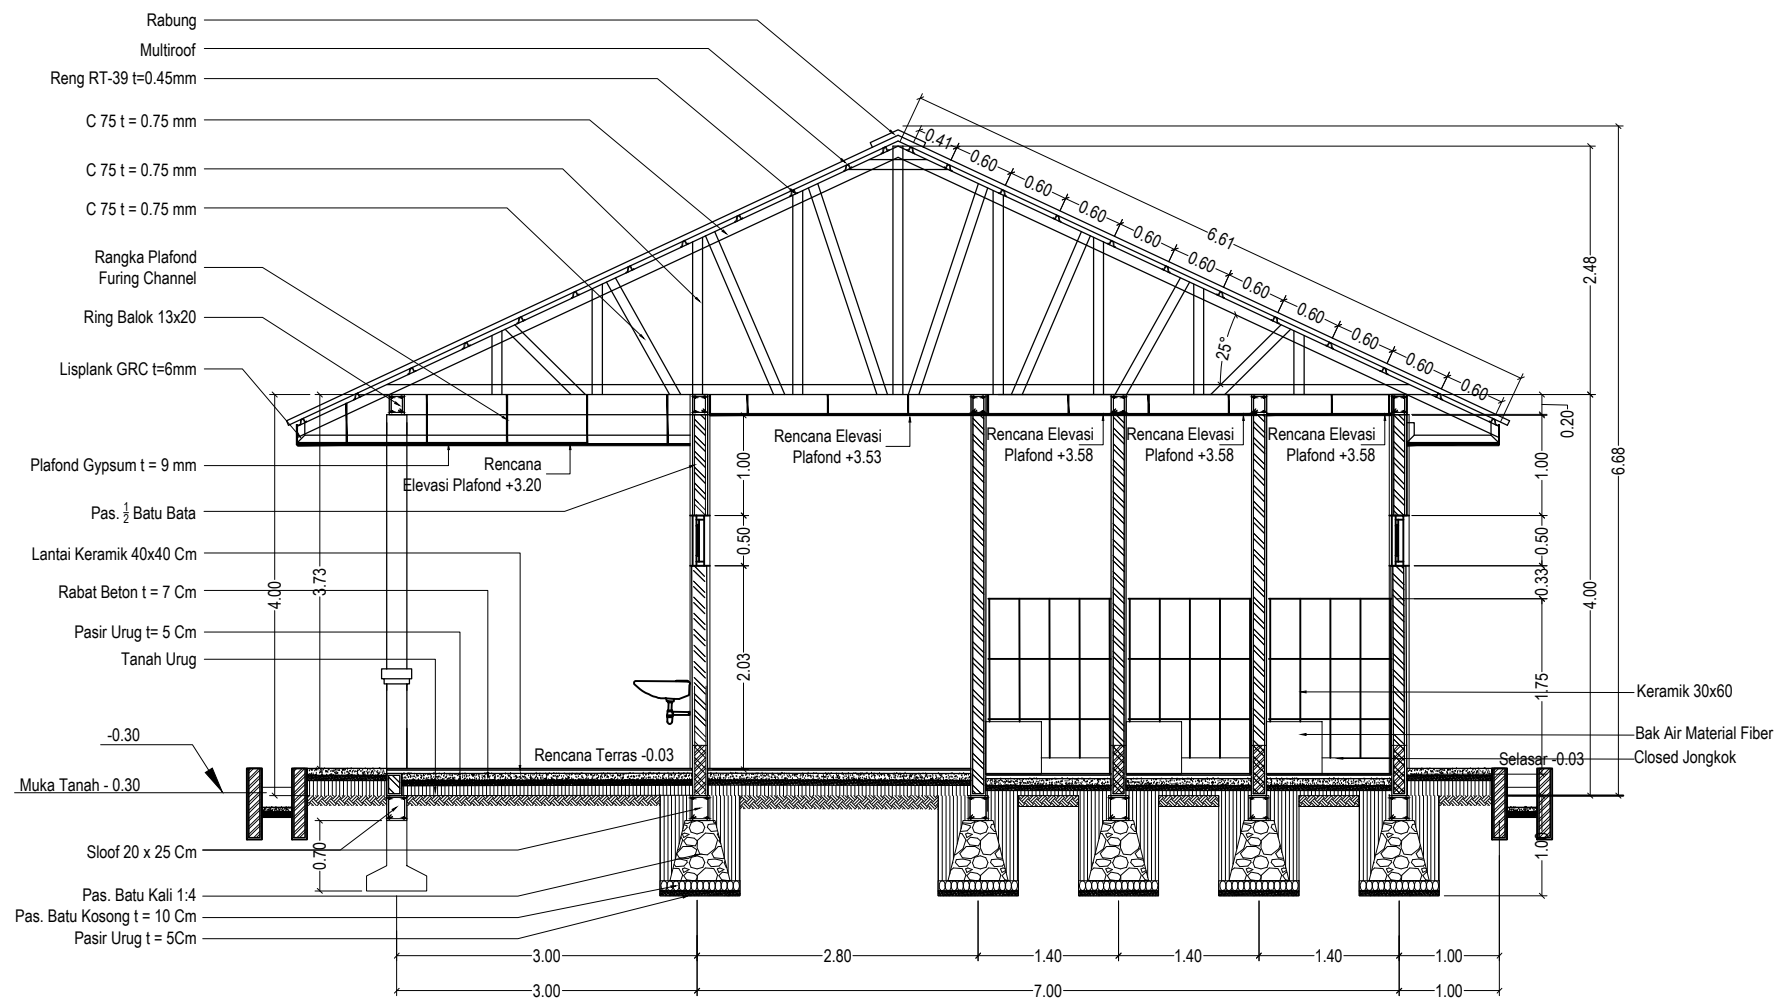 Rabung
Multiroof
Reng RT-39 t=0.45mm
C 75 t = 0.75 mm
C 75 t = 0.75 mm
C 75 t = 0.75 mm
Rangka Plafond
Furing Channel
Ring Balok 13x20
Lisplank GRC t=6mm
Plafond Gypsum t = 9 mm
Pas. 1/2 Batu Bata
Lantai Keramik 40x40 Cm
Rabat Beton t = 7 Cm
Pasir Urug t= 5 Cm
Tanah Urug
-0.30
Muka Tanah - 0.30
Sloof 20 x 25 Cm
Pas. Batu Kali 1:4
Pas. Batu Kosong t = 10 Cm
Pasir Urug t = 5Cm
0.41
0.60
0.60
0.60
0.60
0.60
0.60
0.60
0.60
0.60
0.60
6.61
25°
2.48
6.68
4.00
0.20
1.00
0.50
0.33
1.75
4.00
3.73
0.70
1.00
0.50
2.03
Rencana
Elevasi Plafond +3.20
Rencana Elevasi
Plafond +3.53
Rencana Elevasi
Plafond +3.58
Rencana Elevasi
Plafond +3.58
Rencana Elevasi
Plafond +3.58
Rencana Terras -0.03
Keramik 30x60
Bak Air Material Fiber
Selasar -0.03
Closed Jongkok
3.00
2.80
1.40
1.40
1.40
1.00
3.00
7.00
1.00